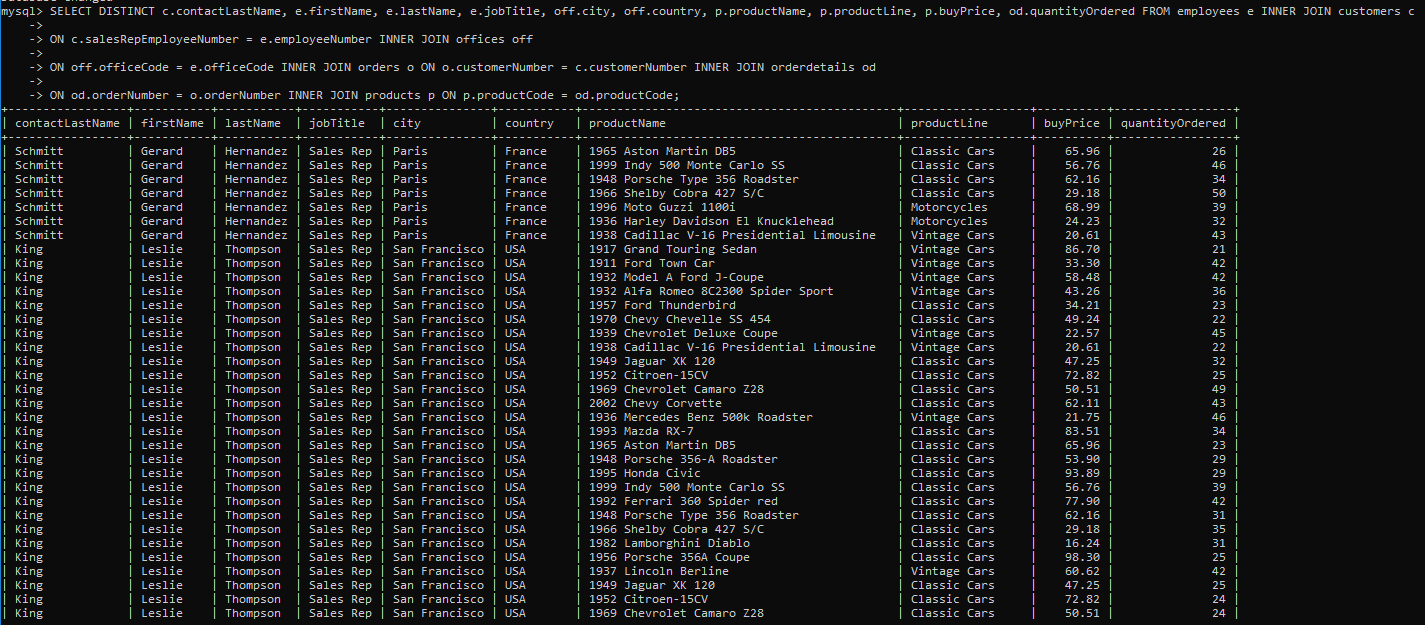 mysql> SELECT DISTINCT c.contactLastName, e.firstName, e.lastName, e.jobTitle, off.city, off.country, p.productName, p.productLine, p.buyPrice, od.quantityOrdered FROM employees e INNER JOIN customers c
->
-> ON c.salesRepEmployeeNumber = e.employeeNumber INNER JOIN offices off
->
-> ON off.officeCode = e.officeCode INNER JOIN orders o ON o.customerNumber = c.customerNumber INNER JOIN orderdetails od
->
-> ON od.orderNumber = o.orderNumber INNER JOIN products p ON p.productCode = od.productCode;
| contactLastName | firstName | lastName | jobTitle | city | country | productName | productLine | buyPrice | quantityOrdered |
| Schmitt | Gerard | Hernandez | Sales Rep | Paris | France | 1965 Aston Martin DB5 | Classic Cars | 65.96 | 26 |
| Schmitt | Gerard | Hernandez | Sales Rep | Paris | France | 1999 Indy 500 Monte Carlo SS | Classic Cars | 56.76 | 46 |
| Schmitt | Gerard | Hernandez | Sales Rep | Paris | France | 1948 Porsche Type 356 Roadster | Classic Cars | 62.16 | 34 |
| Schmitt | Gerard | Hernandez | Sales Rep | Paris | France | 1966 Shelby Cobra 427 S/C | Classic Cars | 29.18 | 50 |
| Schmitt | Gerard | Hernandez | Sales Rep | Paris | France | 1996 Moto Guzzi 1100i | Motorcycles | 68.99 | 39 |
| Schmitt | Gerard | Hernandez | Sales Rep | Paris | France | 1936 Harley Davidson El Knucklehead | Motorcycles | 24.23 | 32 |
| Schmitt | Gerard | Hernandez | Sales Rep | Paris | France | 1938 Cadillac V-16 Presidential Limousine | Vintage Cars | 20.61 | 43 |
| King | Leslie | Thompson | Sales Rep | San Francisco | USA | 1917 Grand Touring Sedan | Vintage Cars | 86.70 | 21 |
| King | Leslie | Thompson | Sales Rep | San Francisco | USA | 1911 Ford Town Car | Vintage Cars | 33.30 | 42 |
| King | Leslie | Thompson | Sales Rep | San Francisco | USA | 1932 Model A Ford J-Coupe | Vintage Cars | 58.48 | 42 |
| King | Leslie | Thompson | Sales Rep | San Francisco | USA | 1932 Alfa Romeo 8C2300 Spider Sport | Vintage Cars | 43.26 | 36 |
| King | Leslie | Thompson | Sales Rep | San Francisco | USA | 1957 Ford Thunderbird | Classic Cars | 34.21 | 23 |
| King | Leslie | Thompson | Sales Rep | San Francisco | USA | 1970 Chevy Chevelle SS 454 | Classic Cars | 49.24 | 22 |
| King | Leslie | Thompson | Sales Rep | San Francisco | USA | 1939 Chevrolet Deluxe Coupe | Vintage Cars | 22.57 | 45 |
| King | Leslie | Thompson | Sales Rep | San Francisco | USA | 1938 Cadillac V-16 Presidential Limousine | Vintage Cars | 20.61 | 22 |
| King | Leslie | Thompson | Sales Rep | San Francisco | USA | 1949 Jaguar XK 120 | Classic Cars | 47.25 | 32 |
| King | Leslie | Thompson | Sales Rep | San Francisco | USA | 1952 Citroen-15CV | Classic Cars | 72.82 | 25 |
| King | Leslie | Thompson | Sales Rep | San Francisco | USA | 1969 Chevrolet Camaro Z28 | Classic Cars | 50.51 | 49 |
| King | Leslie | Thompson | Sales Rep | San Francisco | USA | 2002 Chevy Corvette | Classic Cars | 62.11 | 43 |
| King | Leslie | Thompson | Sales Rep | San Francisco | USA | 1936 Mercedes Benz 500k Roadster | Vintage Cars | 21.75 | 46 |
| King | Leslie | Thompson | Sales Rep | San Francisco | USA | 1993 Mazda RX-7 | Classic Cars | 83.51 | 34 |
| King | Leslie | Thompson | Sales Rep | San Francisco | USA | 1965 Aston Martin DB5 | Classic Cars | 65.96 | 23 |
| King | Leslie | Thompson | Sales Rep | San Francisco | USA | 1948 Porsche 356-A Roadster | Classic Cars | 53.90 | 29 |
| King | Leslie | Thompson | Sales Rep | San Francisco | USA | 1995 Honda Civic | Classic Cars | 93.89 | 29 |
| King | Leslie | Thompson | Sales Rep | San Francisco | USA | 1999 Indy 500 Monte Carlo SS | Classic Cars | 56.76 | 39 |
| King | Leslie | Thompson | Sales Rep | San Francisco | USA | 1992 Ferrari 360 Spider red | Classic Cars | 77.90 | 42 |
| King | Leslie | Thompson | Sales Rep | San Francisco | USA | 1948 Porsche Type 356 Roadster | Classic Cars | 62.16 | 31 |
| King | Leslie | Thompson | Sales Rep | San Francisco | USA | 1966 Shelby Cobra 427 S/C | Classic Cars | 29.18 | 35 |
| King | Leslie | Thompson | Sales Rep | San Francisco | USA | 1982 Lamborghini Diablo | Classic Cars | 16.24 | 31 |
| King | Leslie | Thompson | Sales Rep | San Francisco | USA | 1956 Porsche 356A Coupe | Classic Cars | 98.30 | 25 |
| King | Leslie | Thompson | Sales Rep | San Francisco | USA | 1937 Lincoln Berline | Vintage Cars | 60.62 | 42 |
| King | Leslie | Thompson | Sales Rep | San Francisco | USA | 1949 Jaguar XK 120 | Classic Cars | 47.25 | 25 |
| King | Leslie | Thompson | Sales Rep | San Francisco | USA | 1952 Citroen-15CV | Classic Cars | 72.82 | 24 |
| King | Leslie | Thompson | Sales Rep | San Francisco | USA | 1969 Chevrolet Camaro Z28 | Classic Cars | 50.51 | 24 |